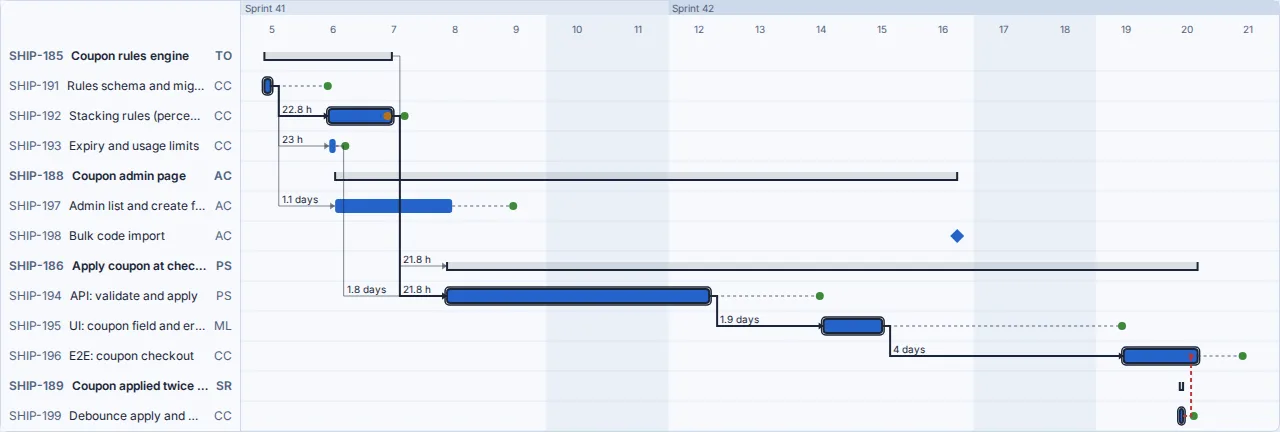 Sprint 41 Sprint 42
5 6 7 8 9 10 11 12 13 14 15 16 17 18 19 20 21
SHIP-185 Coupon rules engine TO
SHIP-191 Rules schema and mig... CC
SHIP-192 Stacking rules (perce... CC 22.8 h
SHIP-193 Expiry and usage limits CC 23 h
SHIP-188 Coupon admin page AC
SHIP-197 Admin list and create f... AC 1.1 days
SHIP-198 Bulk code import AC
SHIP-186 Apply coupon at chec... PS 21.8 h
SHIP-194 API: validate and apply PS 1.8 days 21.8 h
SHIP-195 UI: coupon field and er... ML 1.9 days
SHIP-196 E2E: coupon checkout CC 4 days
SHIP-189 Coupon applied twice ... SR
SHIP-199 Debounce apply and ... CC